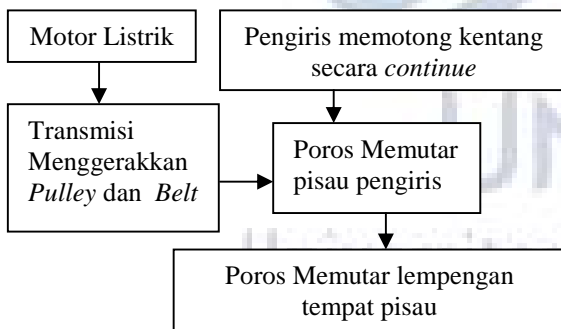 Motor Listrik
Pengiris memotong kentang
secara continue
Transmisi
Menggerakkan
Pulley dan Belt
Poros Memutar
pisau pengiris
Poros Memutar lempengan
tempat pisau